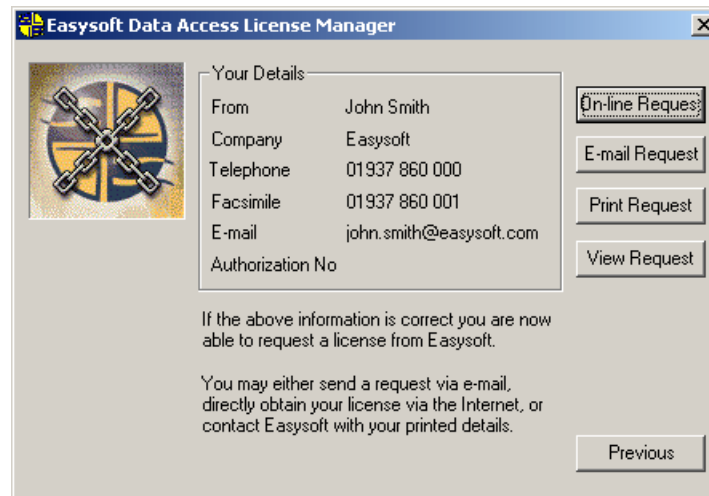 Easysoft Data Access License Manager
Your Details
From John Smith
Company Easysoft
Telephone 01937 860 000
Facsimile 01937 860 001
E-mail john.smith@easysoft.com
Authorization No
On-line Reques
E-mail Request
Print Request
View Request
If the above information is correct you are now
able to request a license from Easysoft.
You may either send a request via e-mail,
directly obtain your license via the Internet, or
contact Easysoft with your printed details.
Previous